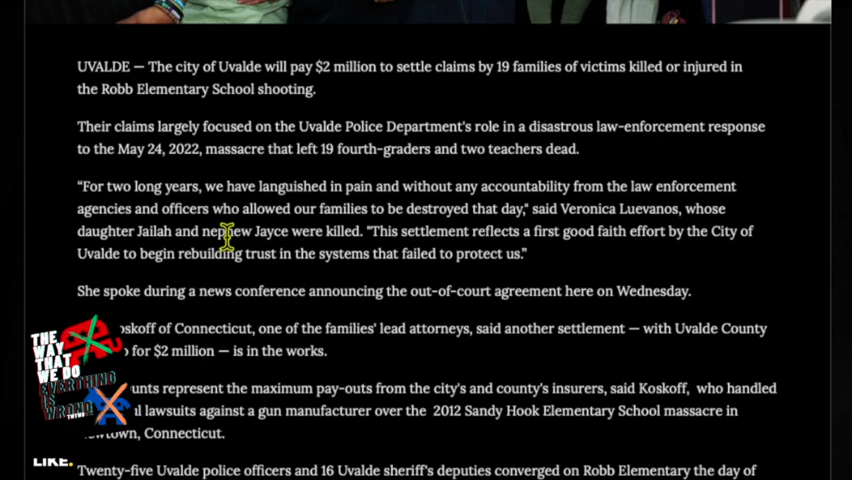 UVALDE — The city of Uvalde will pay $2 million to settle claims by 19 families of victims killed or injured in
the Robb Elementary School shooting.
Their claims largely focused on the Uvalde Police Department's role in a disastrous law-enforcement response
to the May 24, 2022, massacre that left 19 fourth-graders and two teachers dead.
“For two long years, we have languished in pain and without any accountability from the law enforcement
agencies and officers who allowed our families to be destroyed that day," said Veronica Luevanos, whose
daughter Jailah and nephew Jayce were killed. "This settlement reflects a first good faith effort by the City of
Uvalde to begin rebuilding trust in the systems that failed to protect us.”
She spoke during a news conference announcing the out-of-court agreement here on Wednesday.
oskoff of Connecticut, one of the families' lead attorneys, said another settlement — with Uvalde County
for $2 million — is in the works.
unts represent the maximum pay-outs from the city's and county's insurers, said Koskoff, who handled
l lawsuits against a gun manufacturer over the 2012 Sandy Hook Elementary School massacre in
Newtown, Connecticut.
Twenty-five Uvalde police officers and 16 Uvalde sheriff's deputies converged on Robb Elementary the day of
THE
WAY
THAT
WE DO
EVERYTHING
IS
WRONG
LIKE.